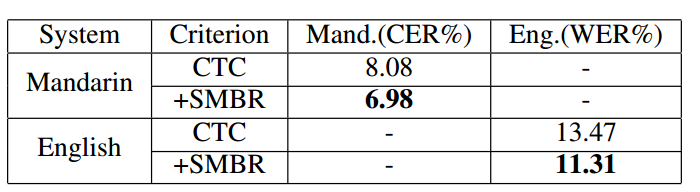 System Criterion Mand.(CER%) Eng.(WER%)
Mandarin CTC 8.08 -
+SMBR 6.98 -
English CTC - 13.47
+SMBR - 11.31